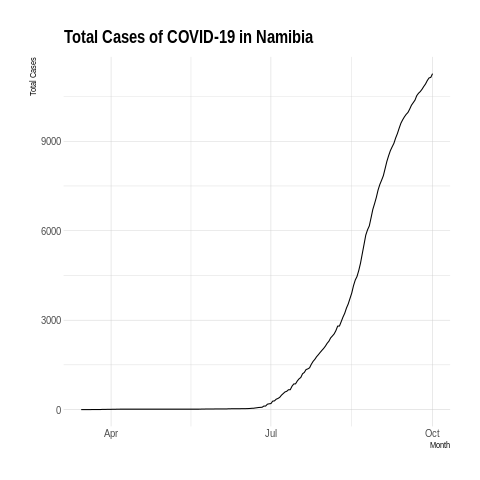 Total Cases of COVID-19 in Namibia
Total Cases
9000
6000
3000
0
Apr
Jul
Oct
Month